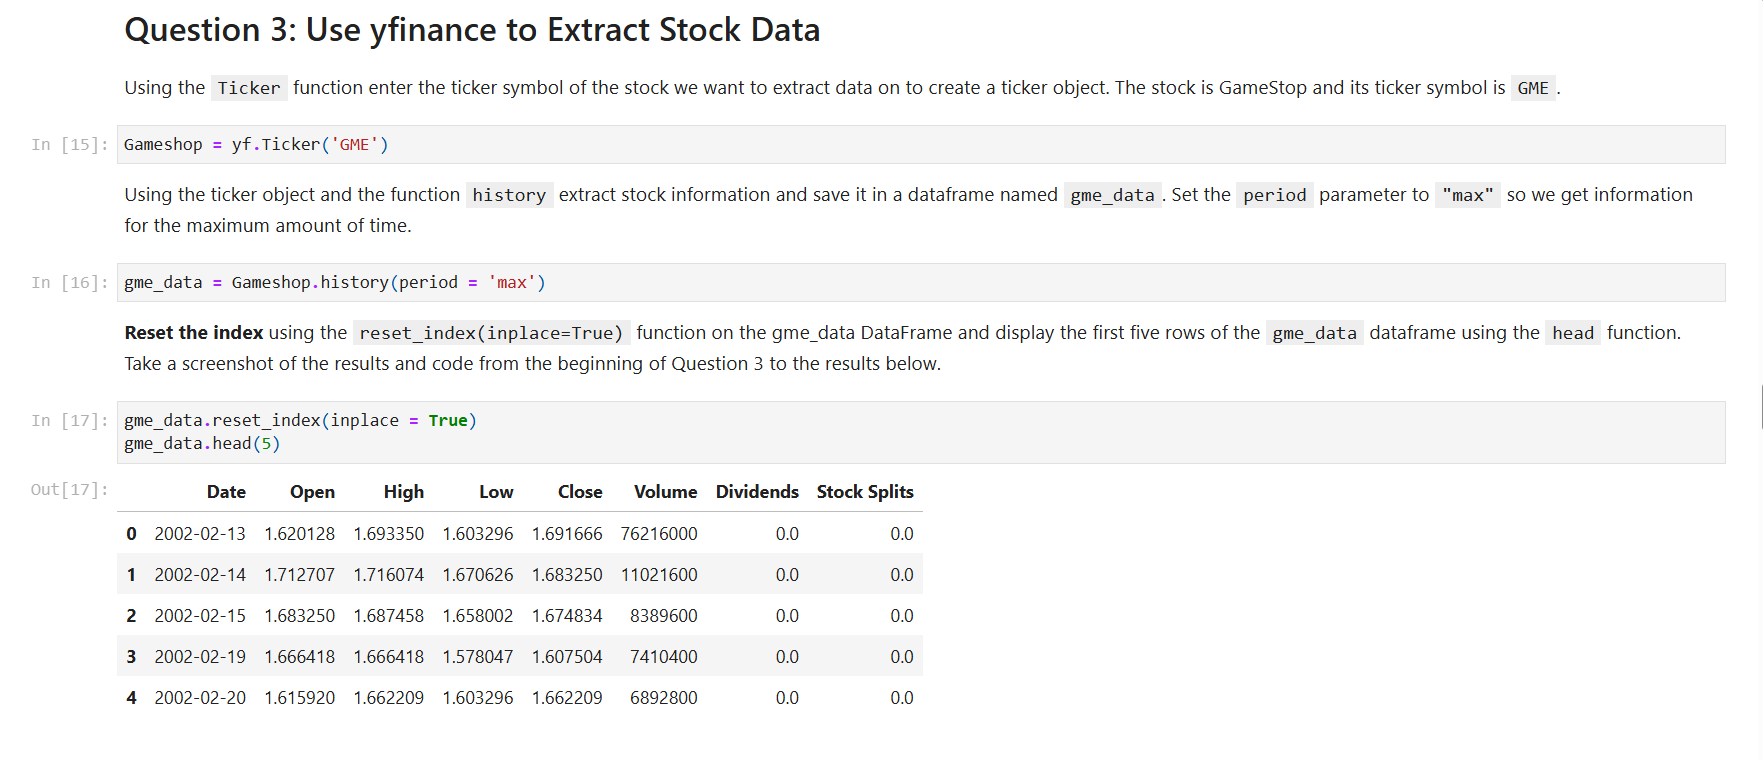 Question 3: Use yfinance to Extract Stock Data
Using the Ticker function enter the ticker symbol of the stock we want to extract data on to create a ticker object. The stock is GameStop and its ticker symbol is GME .
In [15]: Gameshop = yf.Ticker('GME')
Using the ticker object and the function history extract stock information and save it in a dataframe named gme_data . Set the period parameter to "max" so we get information
for the maximum amount of time.
In [16]: gme_data = Gameshop.history(period = 'max')
Reset the index using the reset_index(inplace=True) function on the gme_data DataFrame and display the first five rows of the gme_data dataframe using the head function.
Take a screenshot of the results and code from the beginning of Question 3 to the results below.
In [17]: gme_data.reset_index(inplace = True)
gme_data.head(5)
Out[17]:
Date Open High Low Close Volume Dividends Stock Splits
0 2002-02-13 1.620128 1.693350 1.603296 1.691666 76216000 0.0 0.0
1 2002-02-14 1.712707 1.716074 1.670626 1.683250 11021600 0.0 0.0
2 2002-02-15 1.683250 1.687458 1.658002 1.674834 8389600 0.0 0.0
3 2002-02-19 1.666418 1.666418 1.578047 1.607504 7410400 0.0 0.0
4 2002-02-20 1.615920 1.662209 1.603296 1.662209 6892800 0.0 0.0